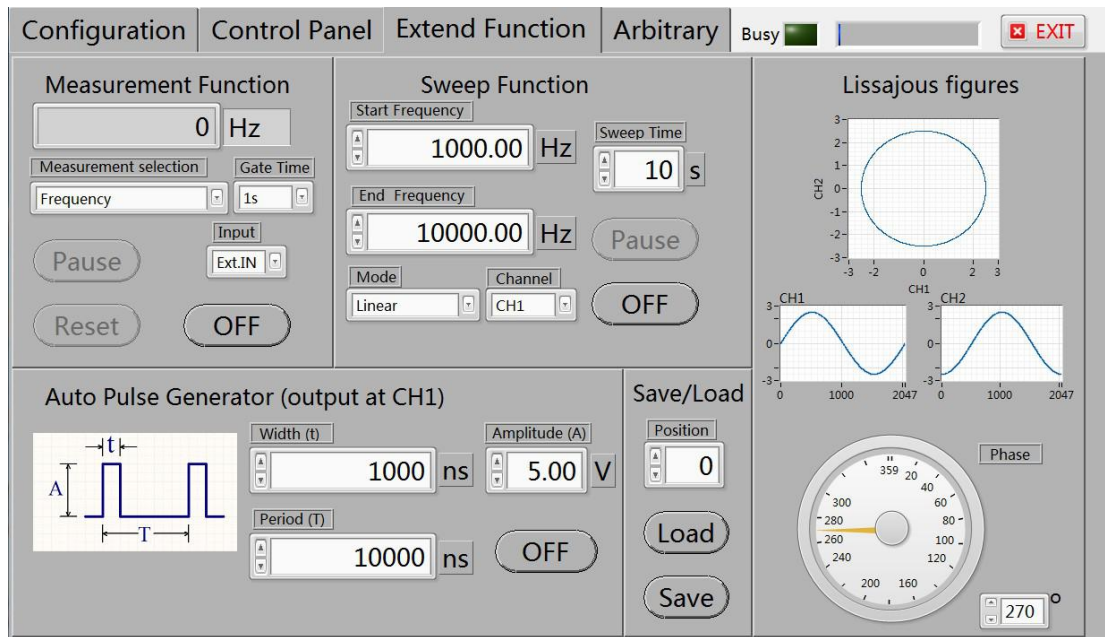 Configuration
Control Panel
Extend Function
Arbitrary
Busy
EXIT
Measurement Function
0 Hz
Measurement selection
Gate Time
Frequency
1s
Input
Pause
Ext.IN
Reset
OFF
Sweep Function
Start Frequency
1000.00 Hz
Sweep Time
10 s
End Frequency
10000.00 Hz
Pause
Mode
Channel
Linear
CH1
OFF
Lissajous figures
3
2
1
0
-1
-2
-3
CH2
-3 -2 0 2 3
CH1
CH1
3
0
-3
0 1000 2047
CH2
3
0
-3
0 1000 2047
Auto Pulse Generator (output at CH1)
t
A
T
Width (t)
1000 ns
Amplitude (A)
5.00 V
Period (T)
10000 ns
OFF
Save/Load
Position
0
Load
Save
Phase
359 20
40
300 60
280 80
260 100
240 120
200 160
270 °